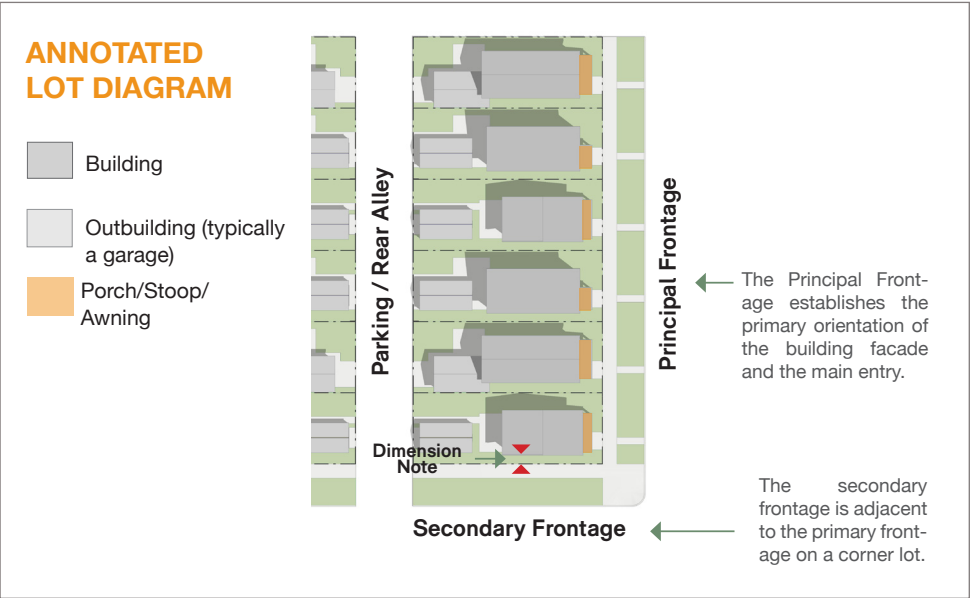 ANNOTATED
LOT DIAGRAM
Building
Outbuilding (typically
a garage)
Porch/Stoop/
Awning
Parking / Rear Alley
Principal Frontage
The Principal Front-
age establishes the
primary orientation of
the building facade
and the main entry.
Dimension
Note
Secondary Frontage
The secondary
frontage is adjacent
to the primary front-
age on a corner lot.